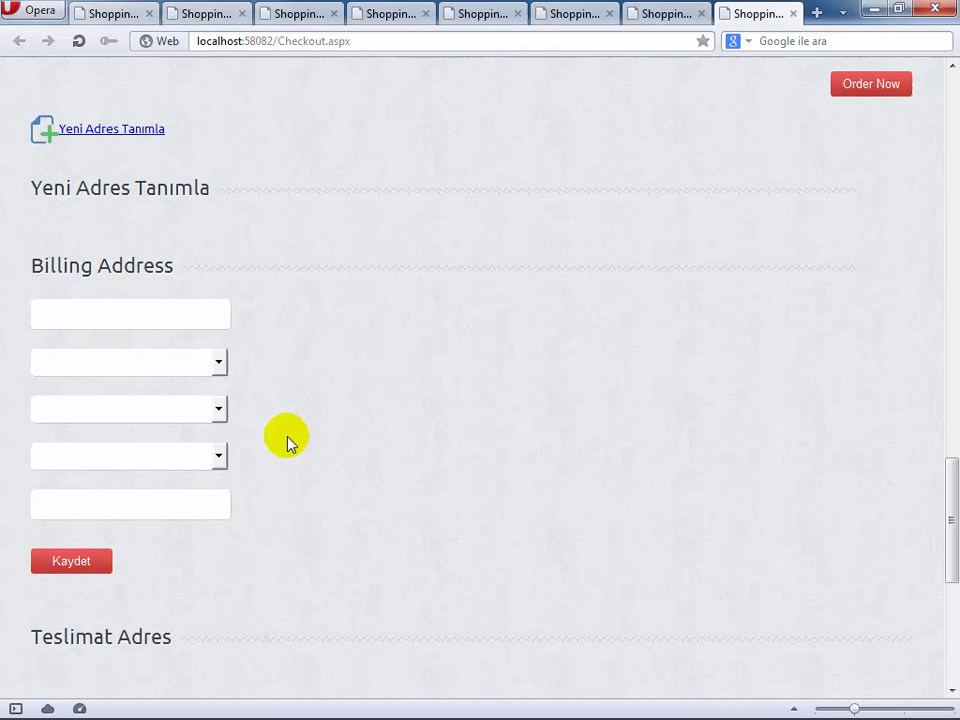 Opera
Shoppin...
Shoppin...
Shoppin...
Shoppin...
Shoppin...
Shoppin...
Shoppin...
Shoppin...
Web
localhost:58082/Checkout.aspx
Google ile ara
Order Now
Yeni Adres Tanımla
Yeni Adres Tanımla
Billing Address
Kaydet
Teslimat Adres